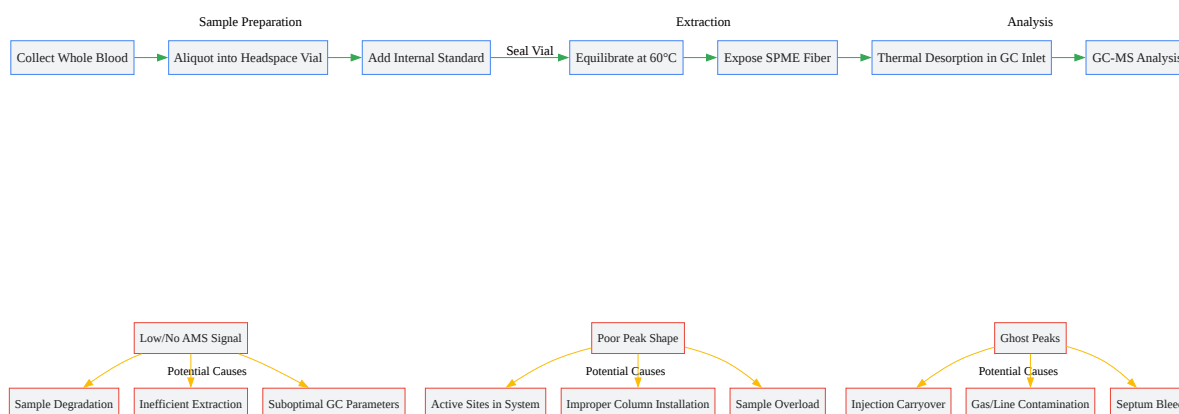 Sample Preparation
Extraction
Analysis
Collect Whole Blood
Aliquot into Headspace Vial
Add Internal Standard
Seal Vial
Equilibrate at 60°C
Expose SPME Fiber
Thermal Desorption in GC Inlet
GC-MS Analysis
Low/No AMS Signal
Poor Peak Shape
Ghost Peaks
Potential Causes
Potential Causes
Potential Causes
Sample Degradation
Inefficient Extraction
Suboptimal GC Parameters
Active Sites in System
Improper Column Installation
Sample Overload
Injection Carryover
Gas/Line Contamination
Septum Bleed